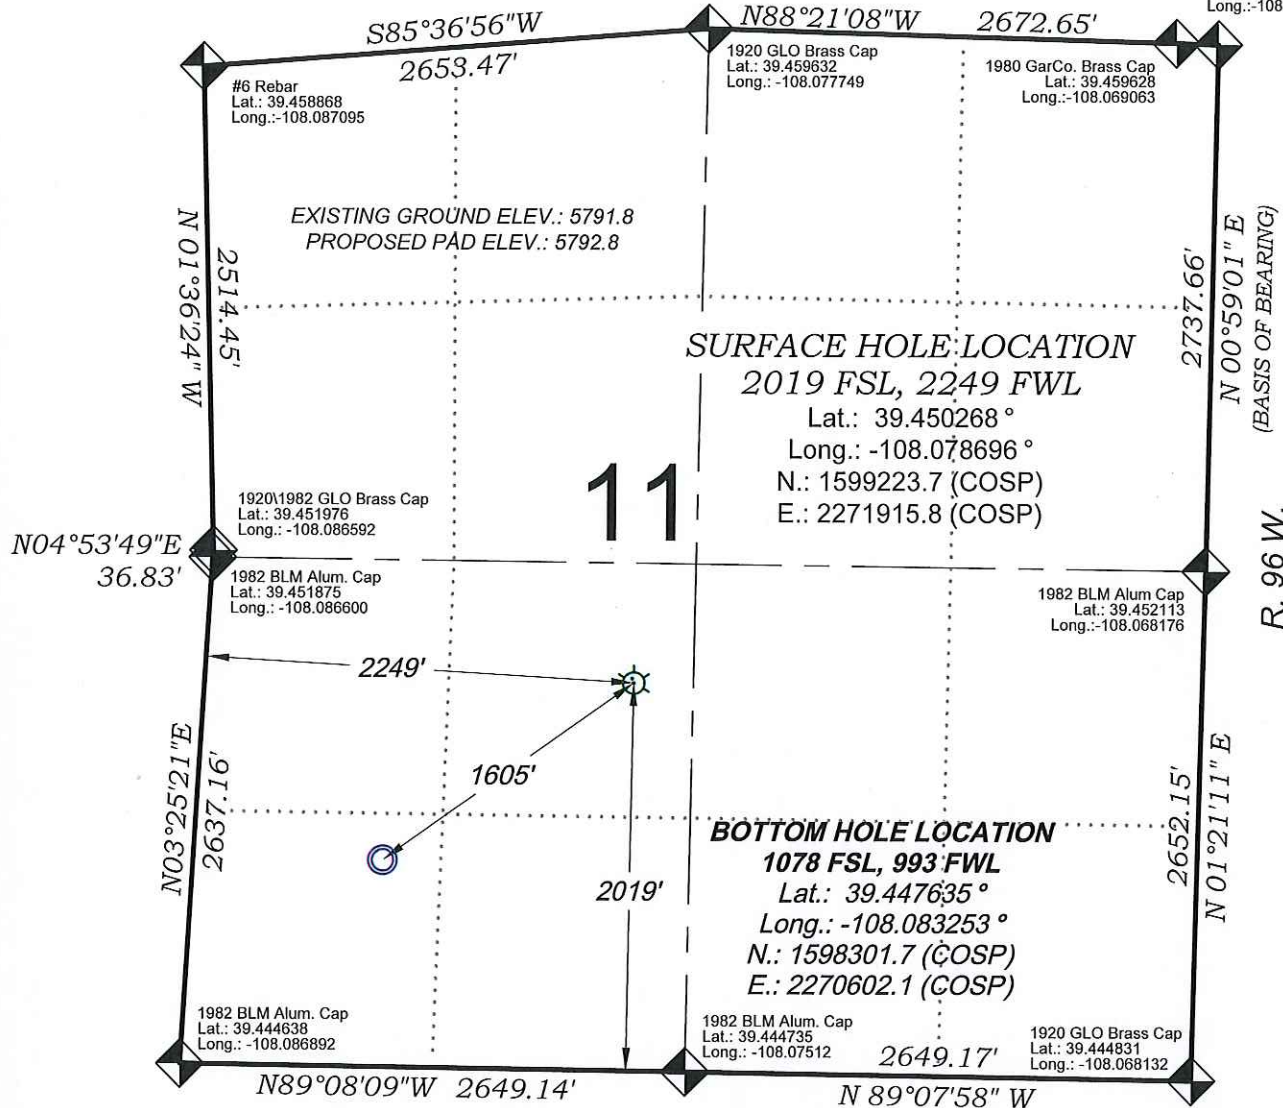 Long.:-108
S85°36'56"W
2653.47'
N88°21'08"W 2672.65'
#6 Rebar
Lat.: 39.458868
Long.:-108.087095
1920 GLO Brass Cap
Lat.: 39.459632
Long.: -108.077749
1980 GarCo. Brass Cap
Lat.: 39.459628
Long.:-108.069063
EXISTING GROUND ELEV.: 5791.8
PROPOSED PAD ELEV.: 5792.8
N 01°36'24" W
2514.45'
2737.66'
N 00°59'01" E
(BASIS OF BEARING)
SURFACE HOLE LOCATION
2019 FSL, 2249 FWL
Lat.: 39.450268 °
Long.: -108.078696 °
N.: 1599223.7 (COSP)
E.: 2271915.8 (COSP)
11
1920\1982 GLO Brass Cap
Lat.: 39.451976
Long.: -108.086592
N04°53'49"E
36.83'
1982 BLM Alum. Cap
Lat.: 39.451875
Long.: -108.086600
1982 BLM Alum Cap
Lat.: 39.452113
Long.:-108.068176
R. 96 W.
2249'
1605'
2019'
N03°25'21"E
2637.16'
2652.15'
N 01°21'11" E
BOTTOM HOLE LOCATION
1078 FSL, 993 FWL
Lat.: 39.447635 °
Long.: -108.083253 °
N.: 1598301.7 (COSP)
E.: 2270602.1 (COSP)
1982 BLM Alum. Cap
Lat.: 39.444638
Long.: -108.086892
1982 BLM Alum. Cap
Lat.: 39.444735
Long.: -108.07512
1920 GLO Brass Cap
Lat.: 39.444831
Long.: -108.068132
N89°08'09"W 2649.14'
2649.17'
N 89°07'58" W